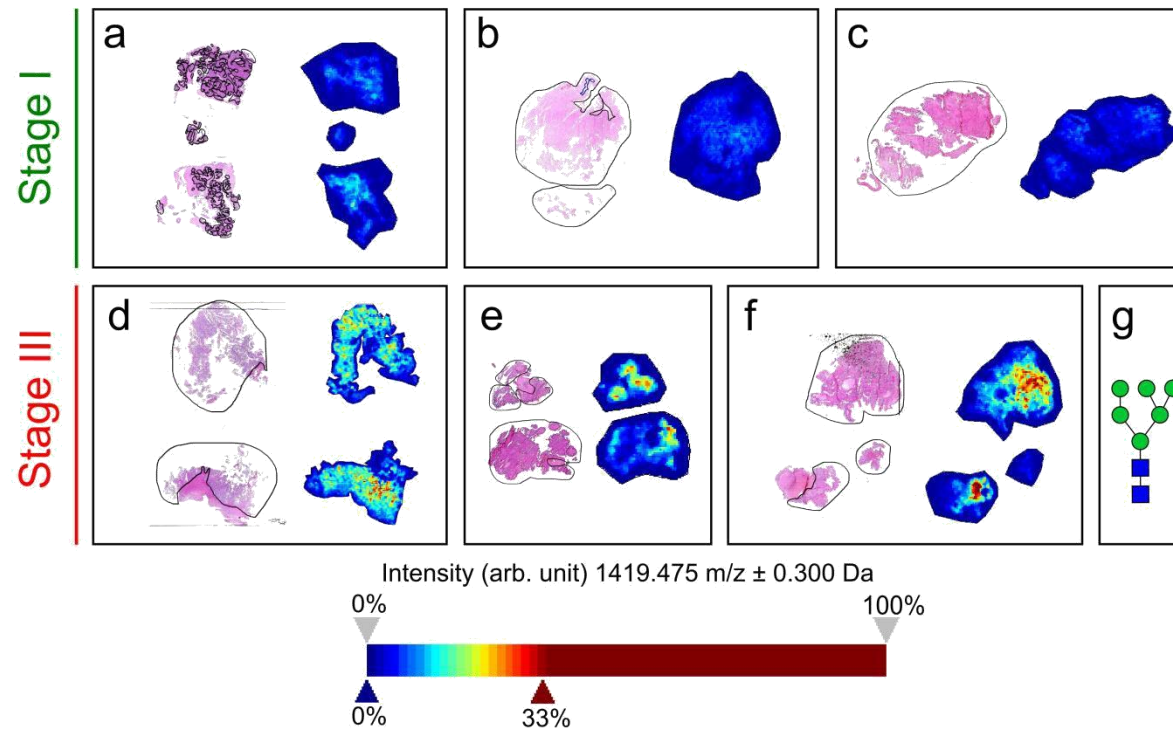 Stage I
a
b
c
Stage III
d
e
f
g
Intensity (arb. unit) 1419.475 m/z ± 0.300 Da
0%
100%
0%
33%